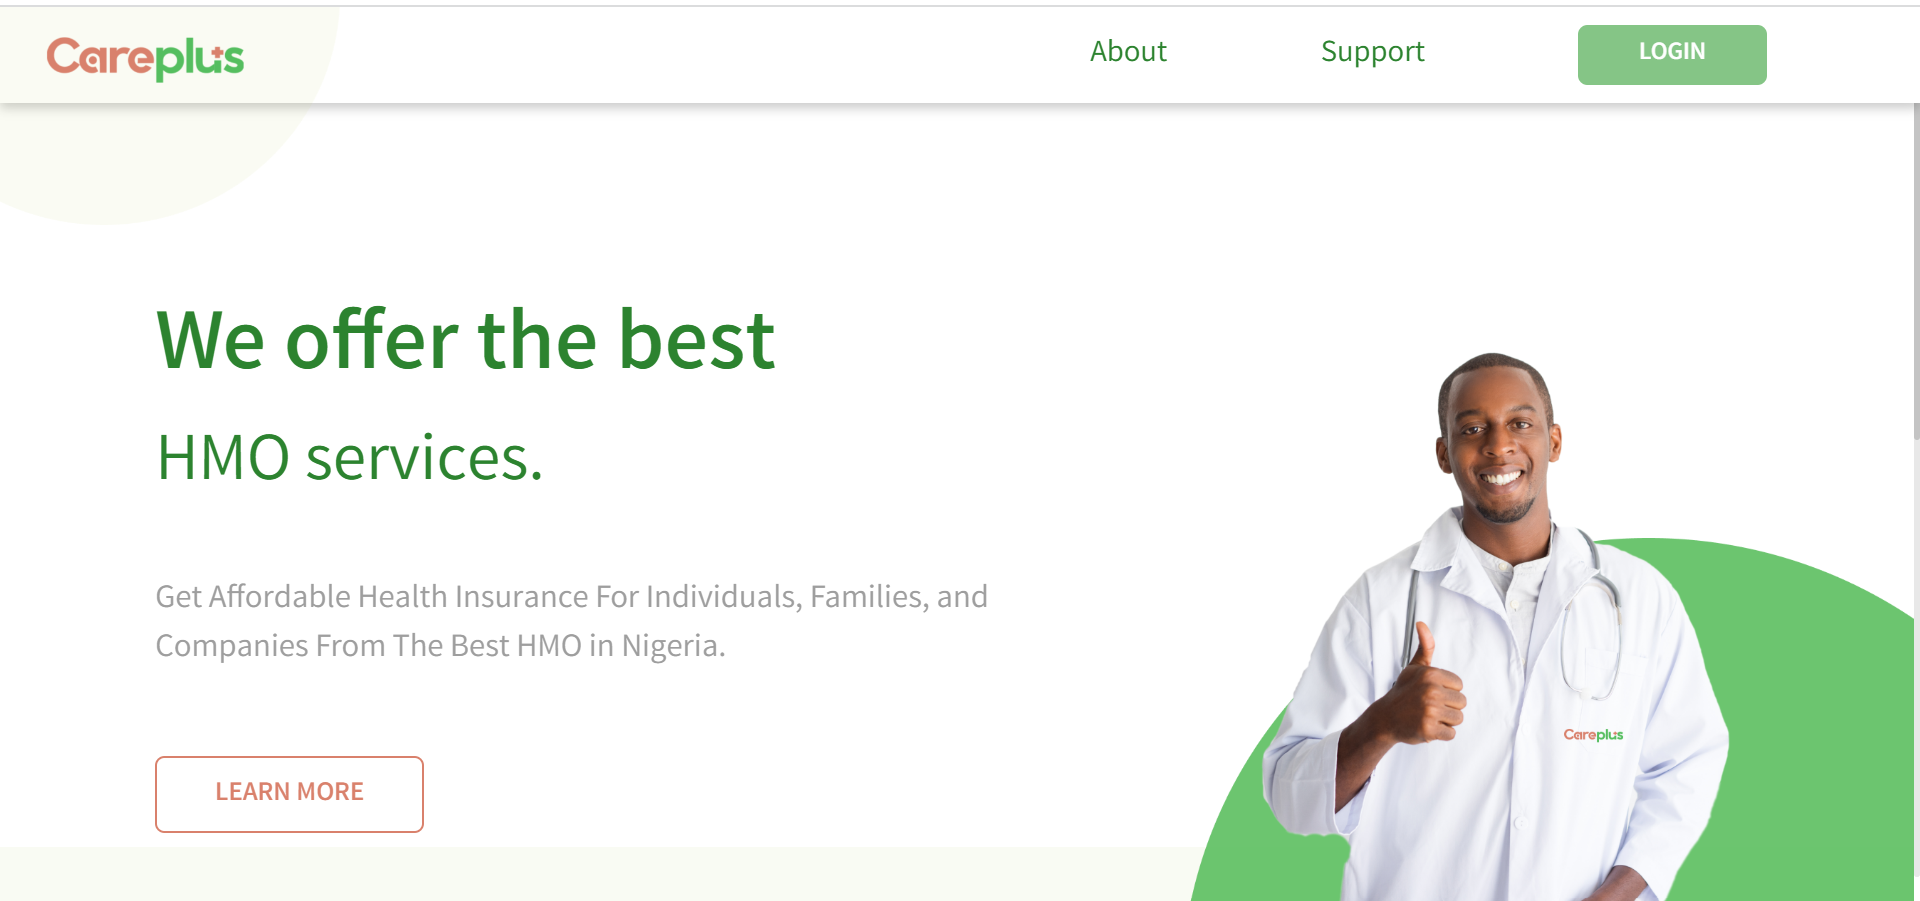 Careplus
About
Support
LOGIN
We offer the best
HMO services.
Get Affordable Health Insurance For Individuals, Families, and
Companies From The Best HMO in Nigeria.
LEARN MORE
Careplus